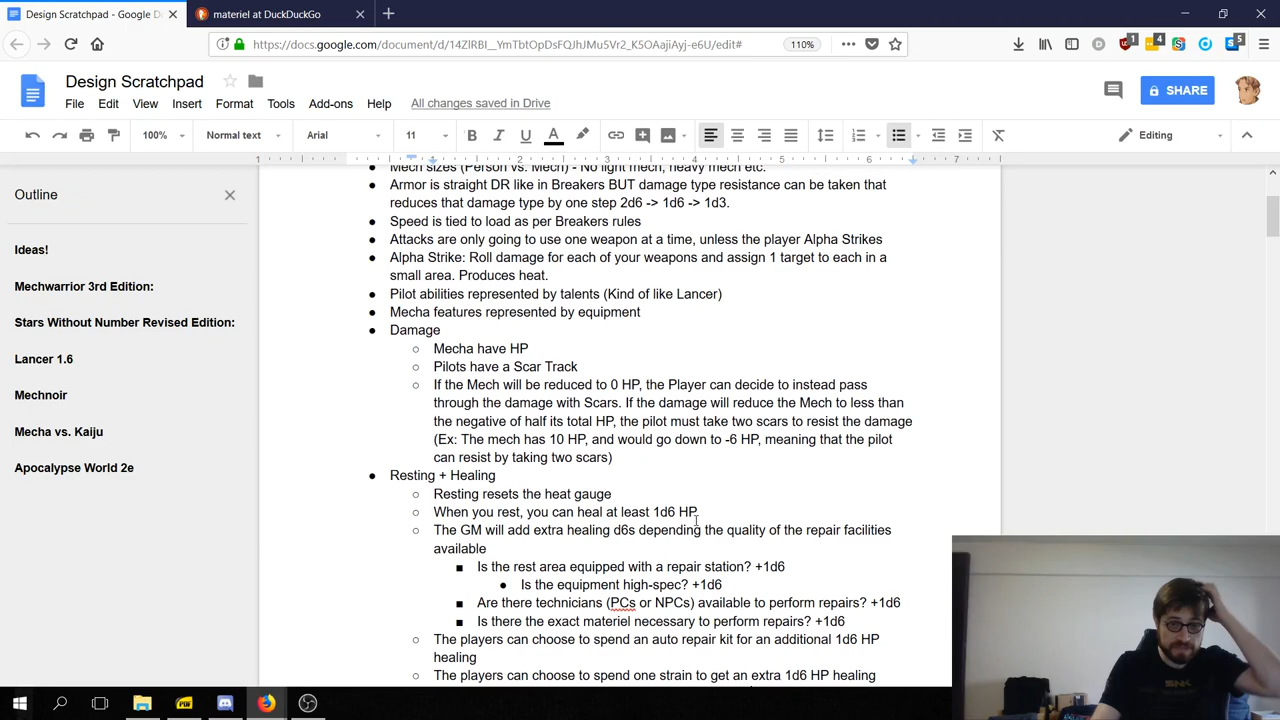 Design Scratchpad - Google D
materiel at DuckDuckGo
110%
Design Scratchpad
File Edit View Insert Format Tools Add-ons Help All changes saved in Drive
SHARE
100% Normal text Arial 11 Editing
1 1 2 3 4 5 6 7
Outline
Ideas!
Mechwarrior 3rd Edition:
Stars Without Number Revised Edition:
Lancer 1.6
Mechnoir
Mecha vs. Kaiju
Apocalypse World 2e
Mech sizes (Person vs. Mech) - No light mech, heavy mech etc.
Armor is straight DR like in Breakers BUT damage type resistance can be taken that
reduces that damage type by one step 2d6 -> 1d6 -> 1d3.
Speed is tied to load as per Breakers rules
Attacks are only going to use one weapon at a time, unless the player Alpha Strikes
Alpha Strike: Roll damage for each of your weapons and assign 1 target to each in a
small area. Produces heat.
Pilot abilities represented by talents (Kind of like Lancer)
Mecha features represented by equipment
Damage
Mecha have HP
Pilots have a Scar Track
If the Mech will be reduced to 0 HP, the Player can decide to instead pass
through the damage with Scars. If the damage will reduce the Mech to less than
the negative of half its total HP, the pilot must take two scars to resist the damage
(Ex: The mech has 10 HP, and would go down to -6 HP, meaning that the pilot
can resist by taking two scars)
Resting + Healing
Resting resets the heat gauge
When you rest, you can heal at least 1d6 HP
The GM will add extra healing d6s depending the quality of the repair facilities
available
Is the rest area equipped with a repair station? +1d6
Is the equipment high-spec? +1d6
Are there technicians (PCs or NPCs) available to perform repairs? +1d6
Is there the exact materiel necessary to perform repairs? +1d6
The players can choose to spend an auto repair kit for an additional 1d6 HP
healing
The players can choose to spend one strain to get an extra 1d6 HP healing